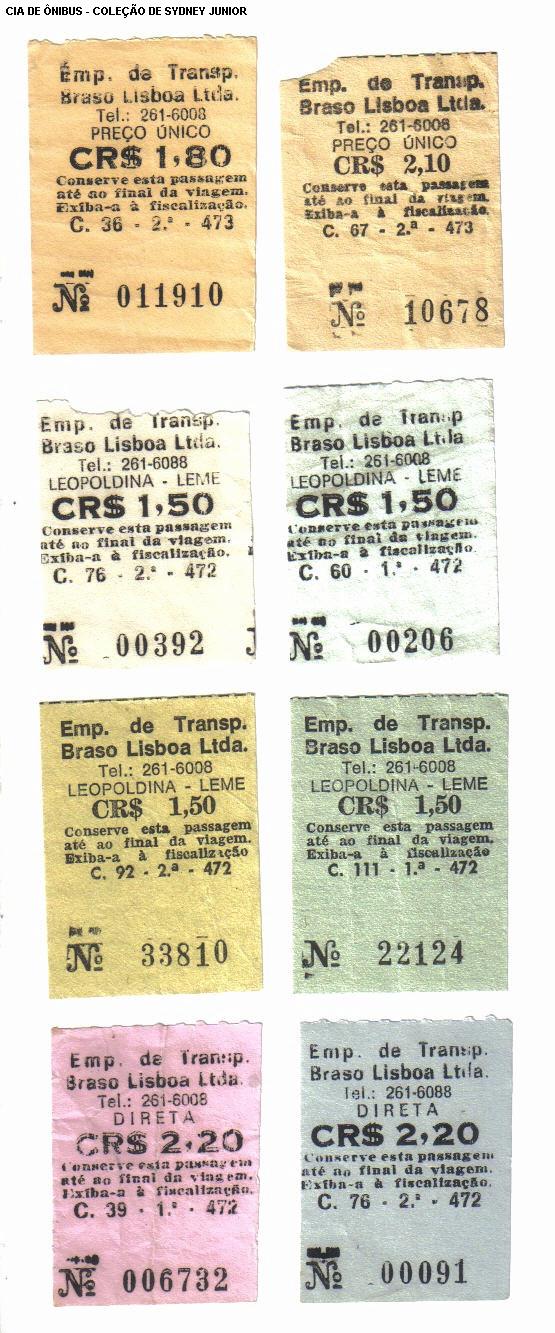 CIA DE ÔNIBUS - COLEÇÃO DE SYDNEY JUNIOR
Emp. de Transp.
Braso Lisboa Ltda.
Tel.: 261-6008
PREÇO ÚNICO
CR$ 1,80
Conserve esta passagem
até ao final da viagem.
Exiba-a à fiscalização.
C. 36 - 2.ª - 473
Nº 011910
Emp. de Transp.
Braso Lisboa Ltda.
Tel.: 261-6008
PREÇO ÚNICO
CR$ 2,10
Conserve esta passagem
até ao final da viagem.
Exiba-a à fiscalização.
C. 67 - 2.ª - 473
Nº 10678
Emp. de Transp.
Braso Lisboa Ltda.
Tel.: 261-6088
LEOPOLDINA - LEME
CR$ 1,50
Conserve esta passagem
até ao final da viagem.
Exiba-a à fiscalização.
C. 76 - 2.ª - 472
Nº 00392
Emp. de Transp
Braso Lisboa Ltda
Tel.: 261-6008
LEOPOLDINA - LEME
CR$ 1,50
Conserve esta passagem
até ao final da viagem.
Exiba-a à fiscalização.
C. 60 - 1.ª - 472
Nº 00206
Emp. de Transp.
Braso Lisboa Ltda.
Tel.: 261-6008
LEOPOLDINA - LEME
CR$ 1,50
Conserve esta passagem
até ao final da viagem.
Exiba-a à fiscalização
C. 92 - 2.ª - 472
Nº 33810
Emp. de Transp.
Braso Lisboa Ltda.
Tel.: 261-6008
LEOPOLDINA - LEME
CR$ 1,50
Conserve esta passagem
até ao final da viagem.
Exiba-a à fiscalização
C. 111 - 1.ª - 472
Nº 22124
Emp. de Transp.
Braso Lisboa Ltda.
Tel.: 261-6008
DIRETA
CR$ 2,20
Conserve esta passagem
até ao final da viagem.
Exiba-a à fiscalização.
C. 39 - 1.ª - 472
Nº 006732
Emp. de Transp.
Braso Lisboa Ltda.
Tel.: 261-6088
DIRETA
CR$ 2,20
Conserve esta passagem
até ao final da viagem.
Exiba-a à fiscalização.
C. 76 - 2.ª - 472
Nº 00091